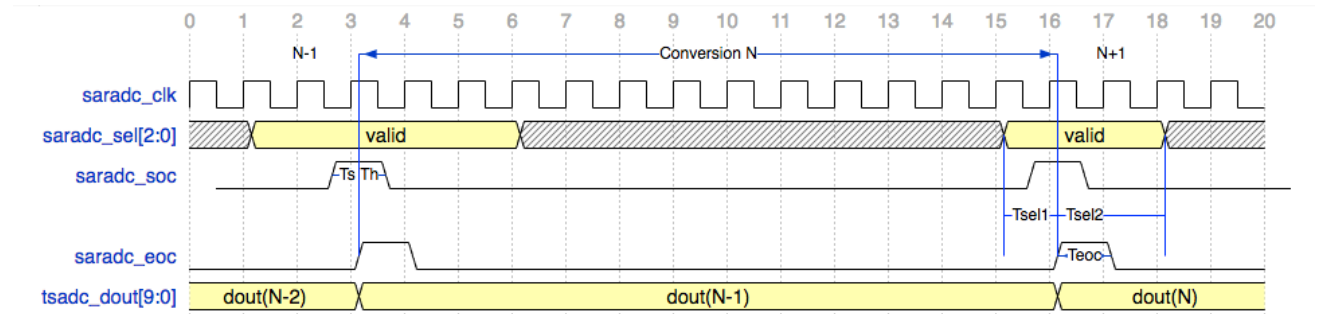 0 1 2 3 4 5 6 7 8 9 10 11 12 13 14 15 16 17 18 19 20
N-1 Conversion N N+1
saradc_clk
saradc_sel[2:0] valid valid
saradc_soc Ts Th
Tsel1 Tsel2
saradc_eoc Teoc
tsadc_dout[9:0] dout(N-2) dout(N-1) dout(N)